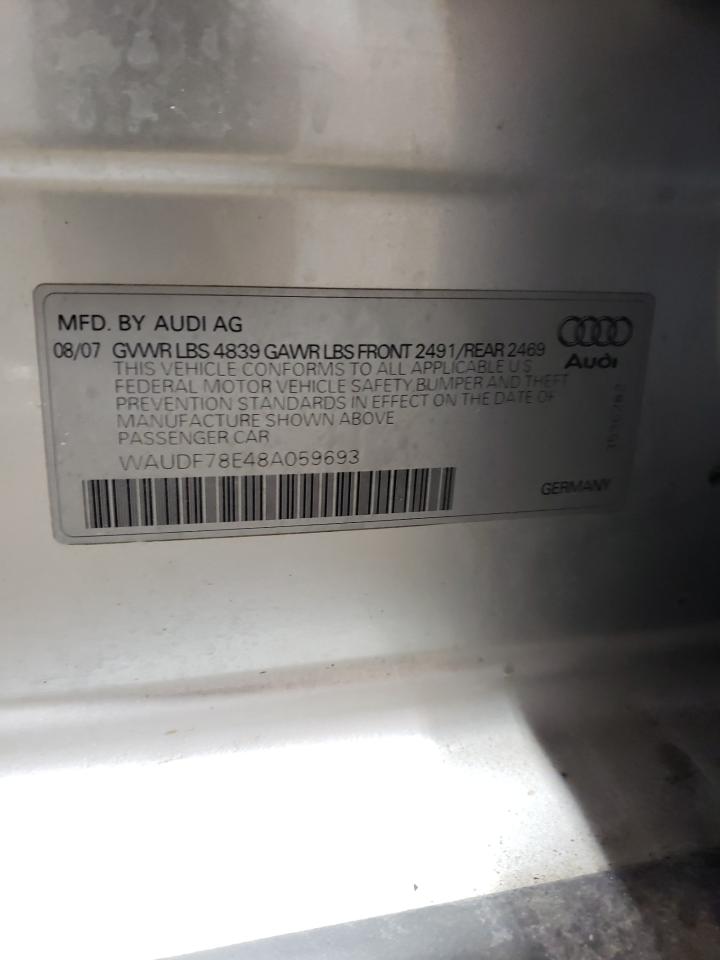 MFD. BY AUDI AG
08/07 GVWR LBS 4839 GAWR LBS FRONT 2491/REAR 2469
Audi
THIS VEHICLE CONFORMS TO ALL APPLICABLE U S
FEDERAL MOTOR VEHICLE SAFETY,BUMPER AND THEFT
PREVENTION STANDARDS IN EFFECT ON THE DATE OF
MANUFACTURE SHOWN ABOVE
PASSENGER CAR
WAUDF78E48A059693
GERMANY